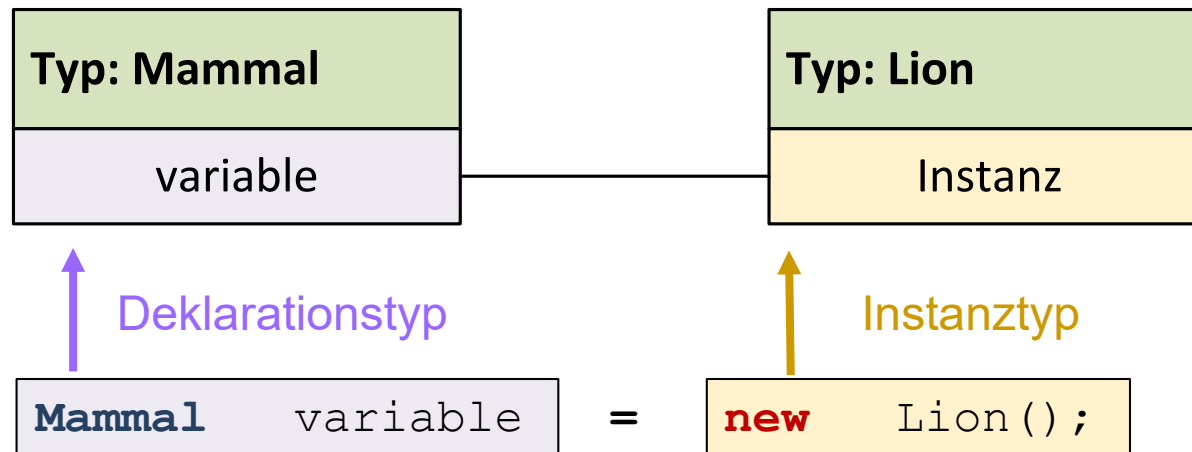 Typ: Mammal Typ: Lion
variable Instanz
Deklarationstyp Instanztyp
Mammal variable = new Lion();